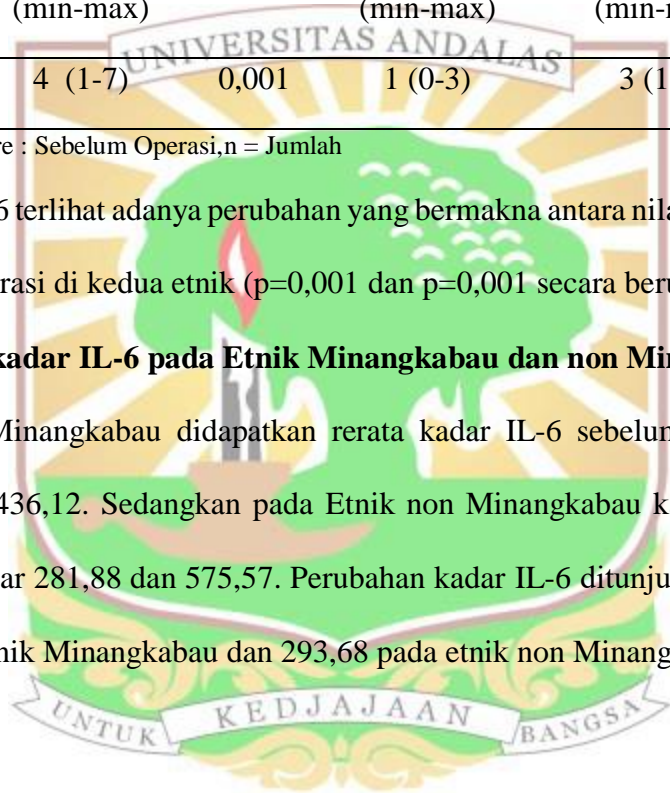 (min-max) (min-max) (min-
UNIVERSITAS ANDALAS
4 (1-7) 0,001 1 (0-3) 3 (1
re : Sebelum Operasi,n = Jumlah
6 terlihat adanya perubahan yang bermakna antara nila
rasi di kedua etnik (p=0,001 dan p=0,001 secara beru
kadar IL-6 pada Etnik Minangkabau dan non Min
Minangkabau didapatkan rerata kadar IL-6 sebelum
436,12. Sedangkan pada Etnik non Minangkabau k
ar 281,88 dan 575,57. Perubahan kadar IL-6 ditunju
nik Minangkabau dan 293,68 pada etnik non Minang
UNTUK KEDJAJAAN BANGSA